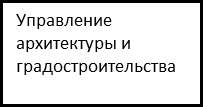 Управление
архитектуры и
градостроительства